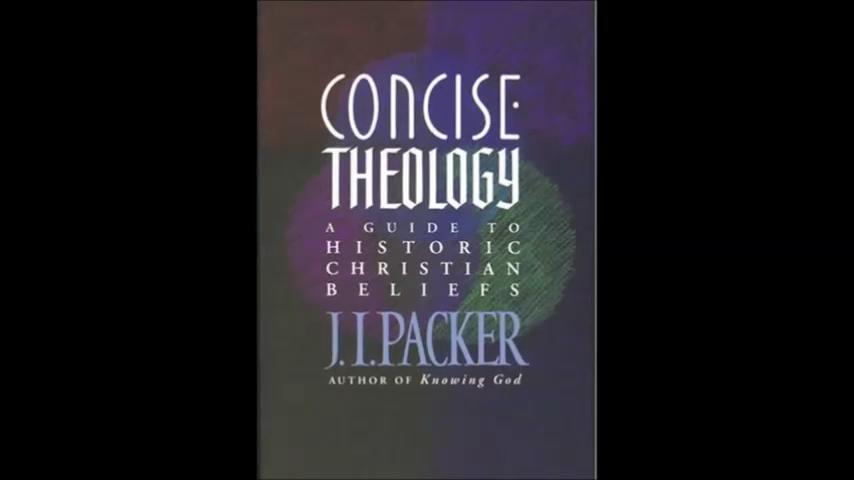 CONCISE
THEOLOGY
A GUIDE TO
HISTORIC
CHRISTIAN
BELIEFS
J. I. PACKER
AUTHOR OF Knowing God